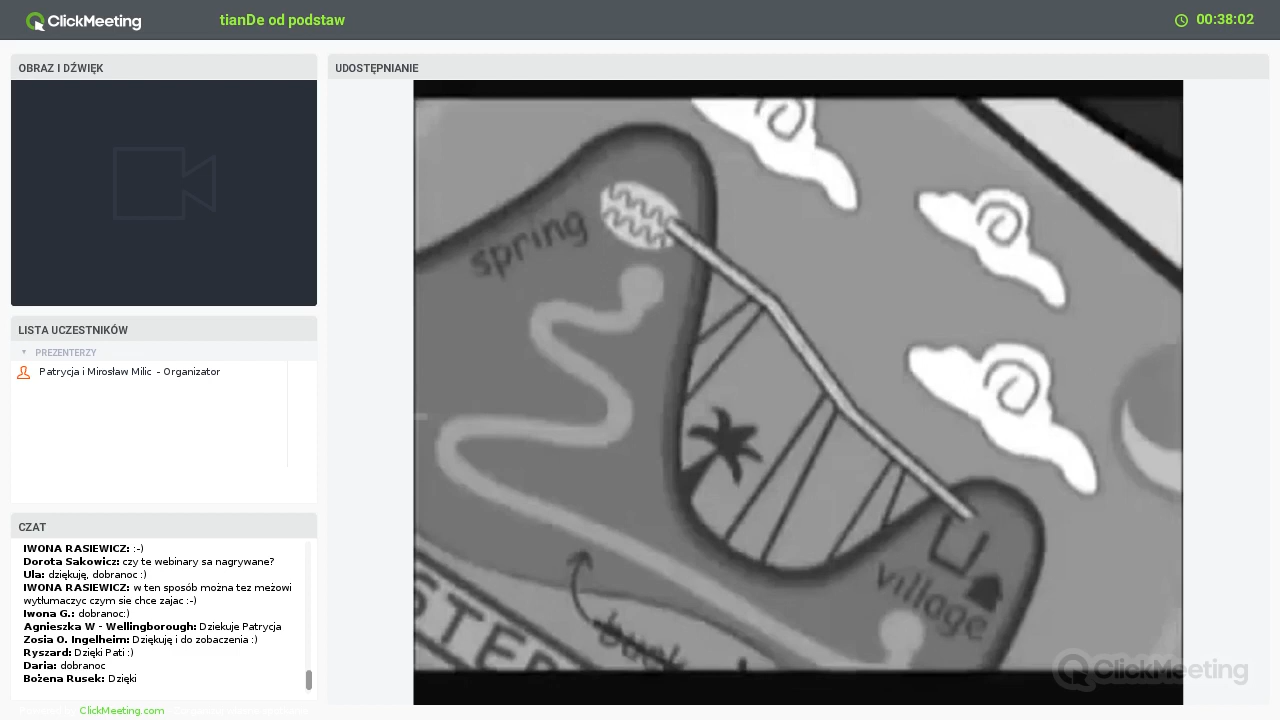 ClickMeeting
tianDe od podstaw
00:38:02
OBRAZ I DŹWIĘK
UDOSTĘPNIANIE
LISTA UCZESTNIKÓW
PREZENTERZY
Patrycja i Mirosław Milic - Organizator
CZAT
IWONA RASIEWICZ: :-)
Dorota Sakowicz: czy te webinary sa nagrywane?
Ula: dziękuję, dobranoc :)
IWONA RASIEWICZ: w ten sposób można tez meżowi
wytłumaczyc czym sie chce zajac :-)
Iwona G.: dobranoc:)
Agnieszka W - Wellingborough: Dziekuje Patrycja
Zosia O. Ingelheim: Dziękuję i do zobaczenia :)
Ryszard: Dzięki Pati :)
Daria: dobranoc
Bożena Rusek: Dzięki
ClickMeeting.com
spring
village
STER
ClickMeeting